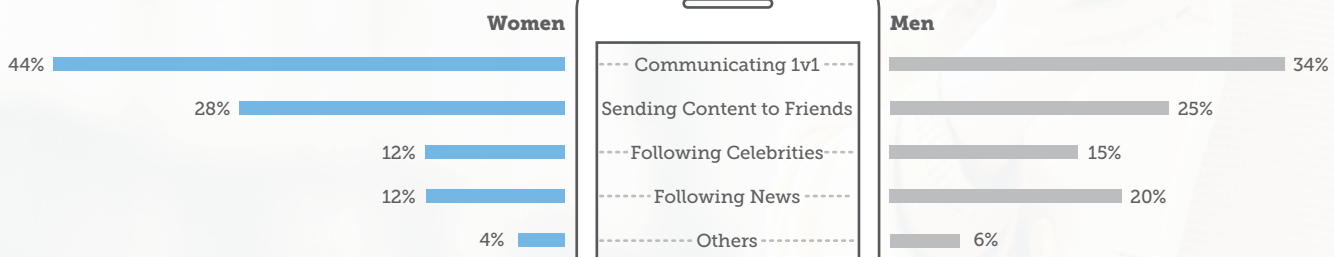 Women Men
44% Communicating 1v1 34%
28% Sending Content to Friends 25%
12% Following Celebrities 15%
12% Following News 20%
4% Others 6%